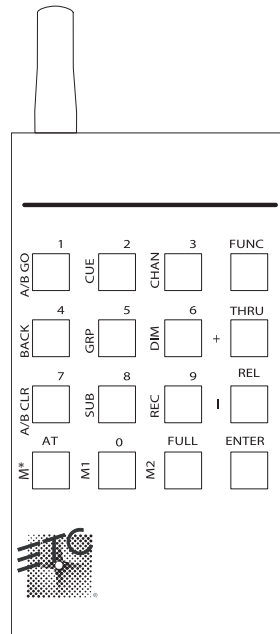 1 2 3 FUNC
A/B GO CUE CHAN
4 5 6 THRU
BACK GRP DIM +
7 8 9 REL
A/B CLR SUB REC –
AT 0 FULL ENTER
M* M1 M2
ETC
®